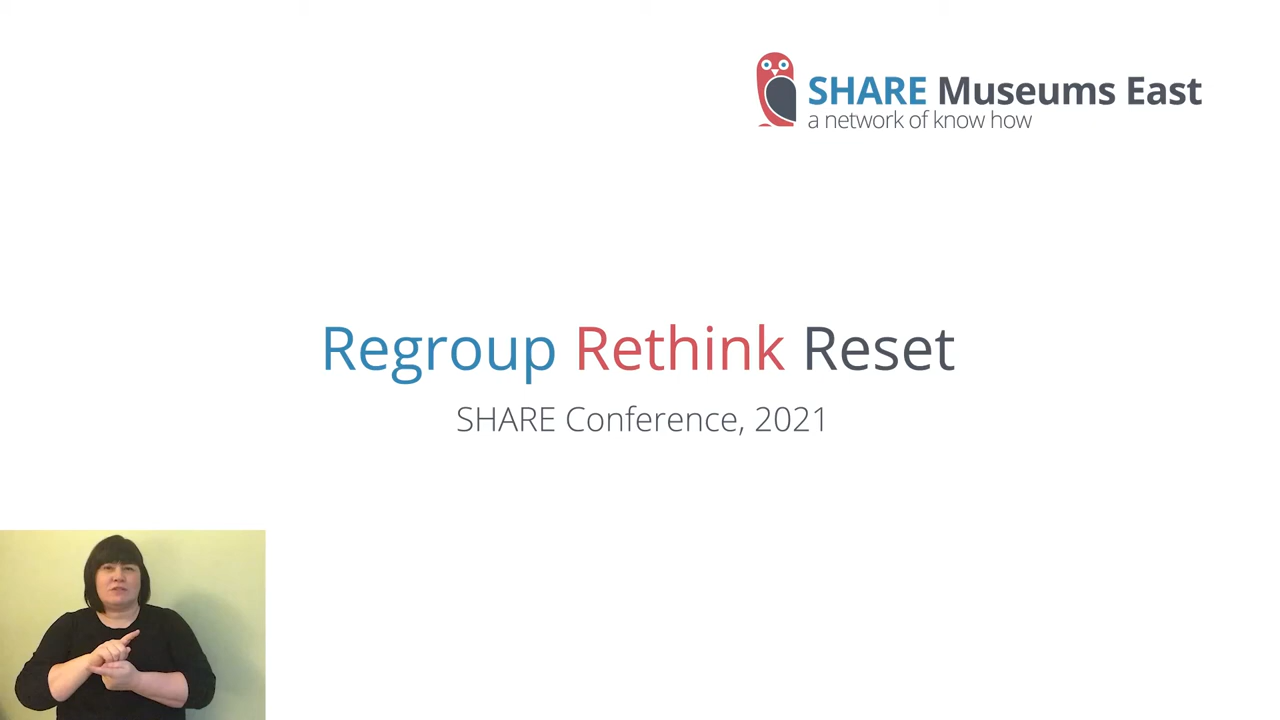 SHARE Museums East
a network of know how
Regroup Rethink Reset
SHARE Conference, 2021